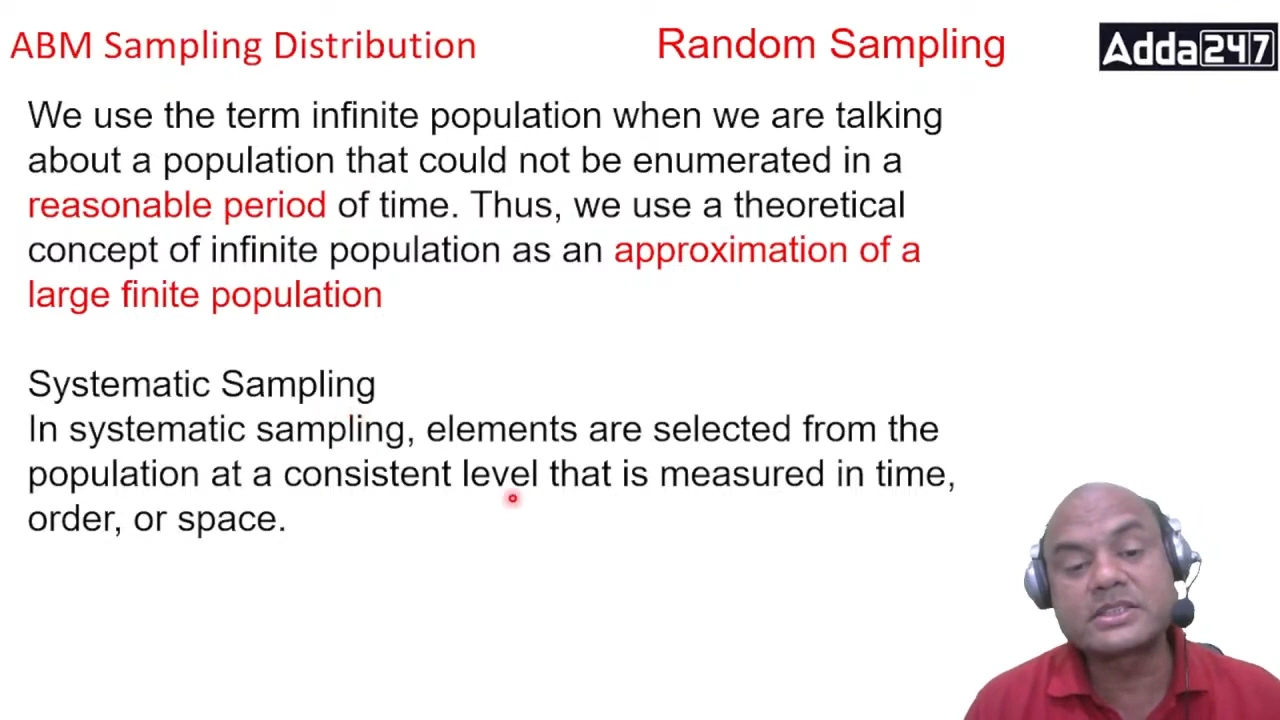 ABM Sampling Distribution
Random Sampling
Adda247
We use the term infinite population when we are talking
about a population that could not be enumerated in a
reasonable period of time. Thus, we use a theoretical
concept of infinite population as an approximation of a
large finite population
Systematic Sampling
In systematic sampling, elements are selected from the
population at a consistent level that is measured in time,
order, or space.